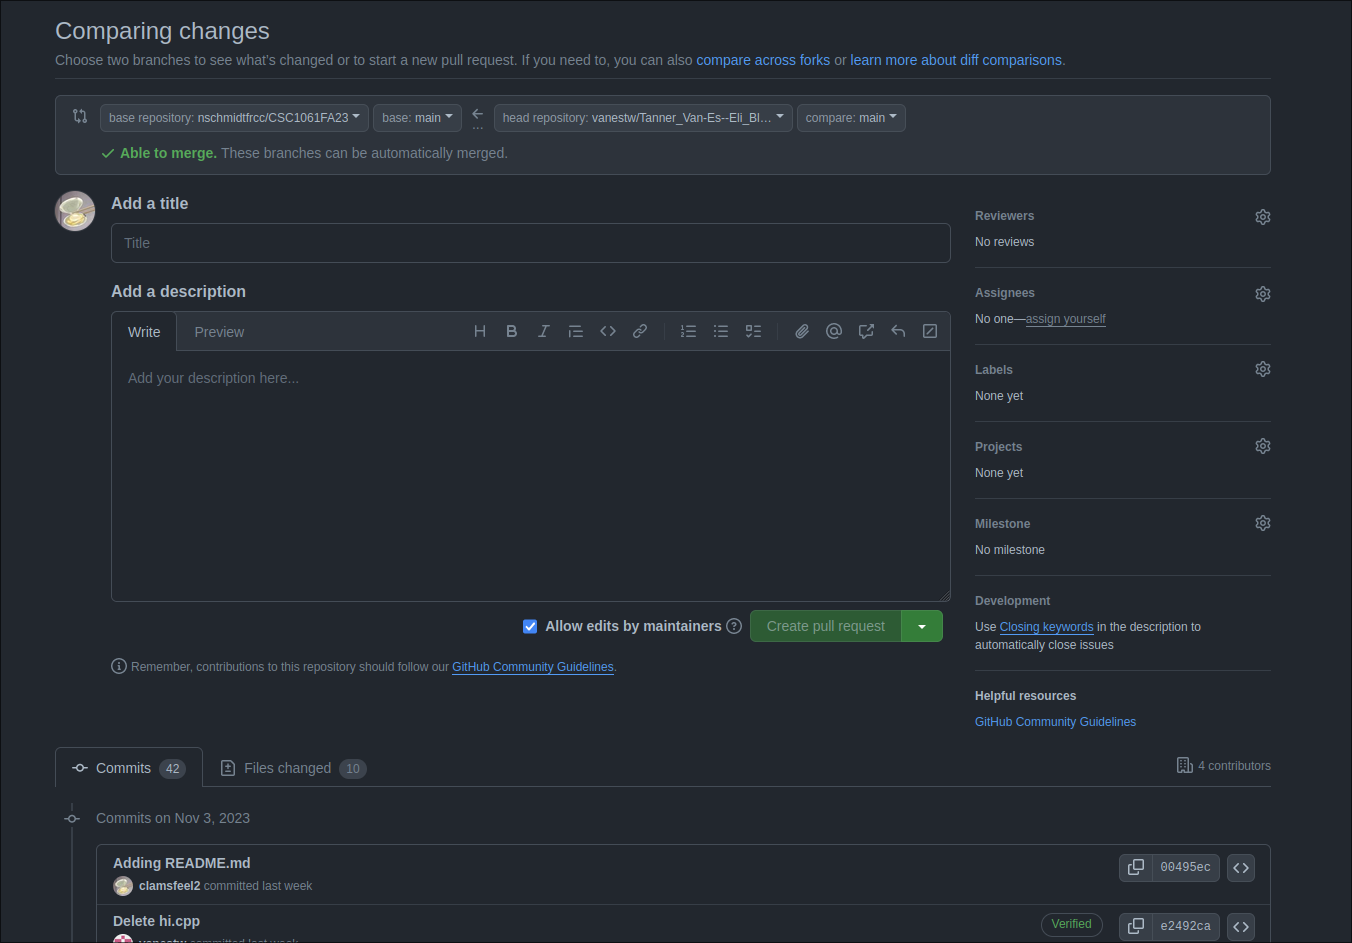 Comparing changes
Choose two branches to see what's changed or to start a new pull request. If you need to, you can also compare across forks or learn more about diff comparisons.
base repository: nschmidtfrcc/CSC1061FA23 base: main ... head repository: vanestw/Tanner_Van-Es--Eli_Bl... compare: main
Able to merge. These branches can be automatically merged.
Add a title
Title
Add a description
Write Preview
Add your description here...
Allow edits by maintainers Create pull request
Remember, contributions to this repository should follow our GitHub Community Guidelines.
Reviewers
No reviews
Assignees
No one—assign yourself
Labels
None yet
Projects
None yet
Milestone
No milestone
Development
Use Closing keywords in the description to
automatically close issues
Helpful resources
GitHub Community Guidelines
Commits 42 Files changed 10 4 contributors
Commits on Nov 3, 2023
Adding README.md 00495ec
clamsfeel2 committed last week
Delete hi.cpp Verified e2492ca
vanestw committed last week